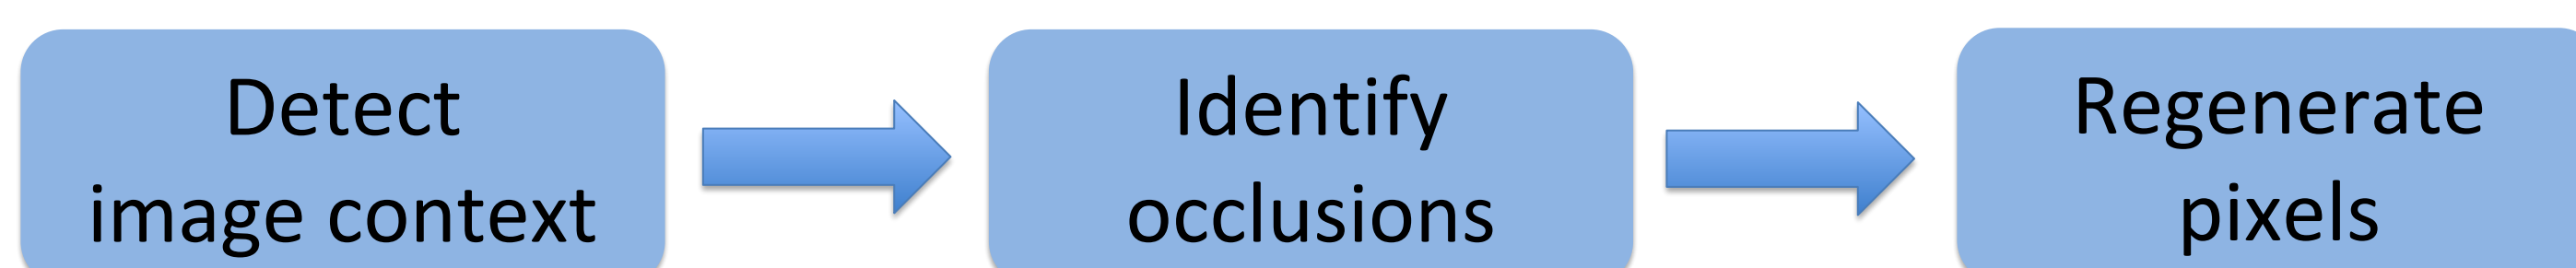 Detect
image context
Identify
occlusions
Regenerate
pixels